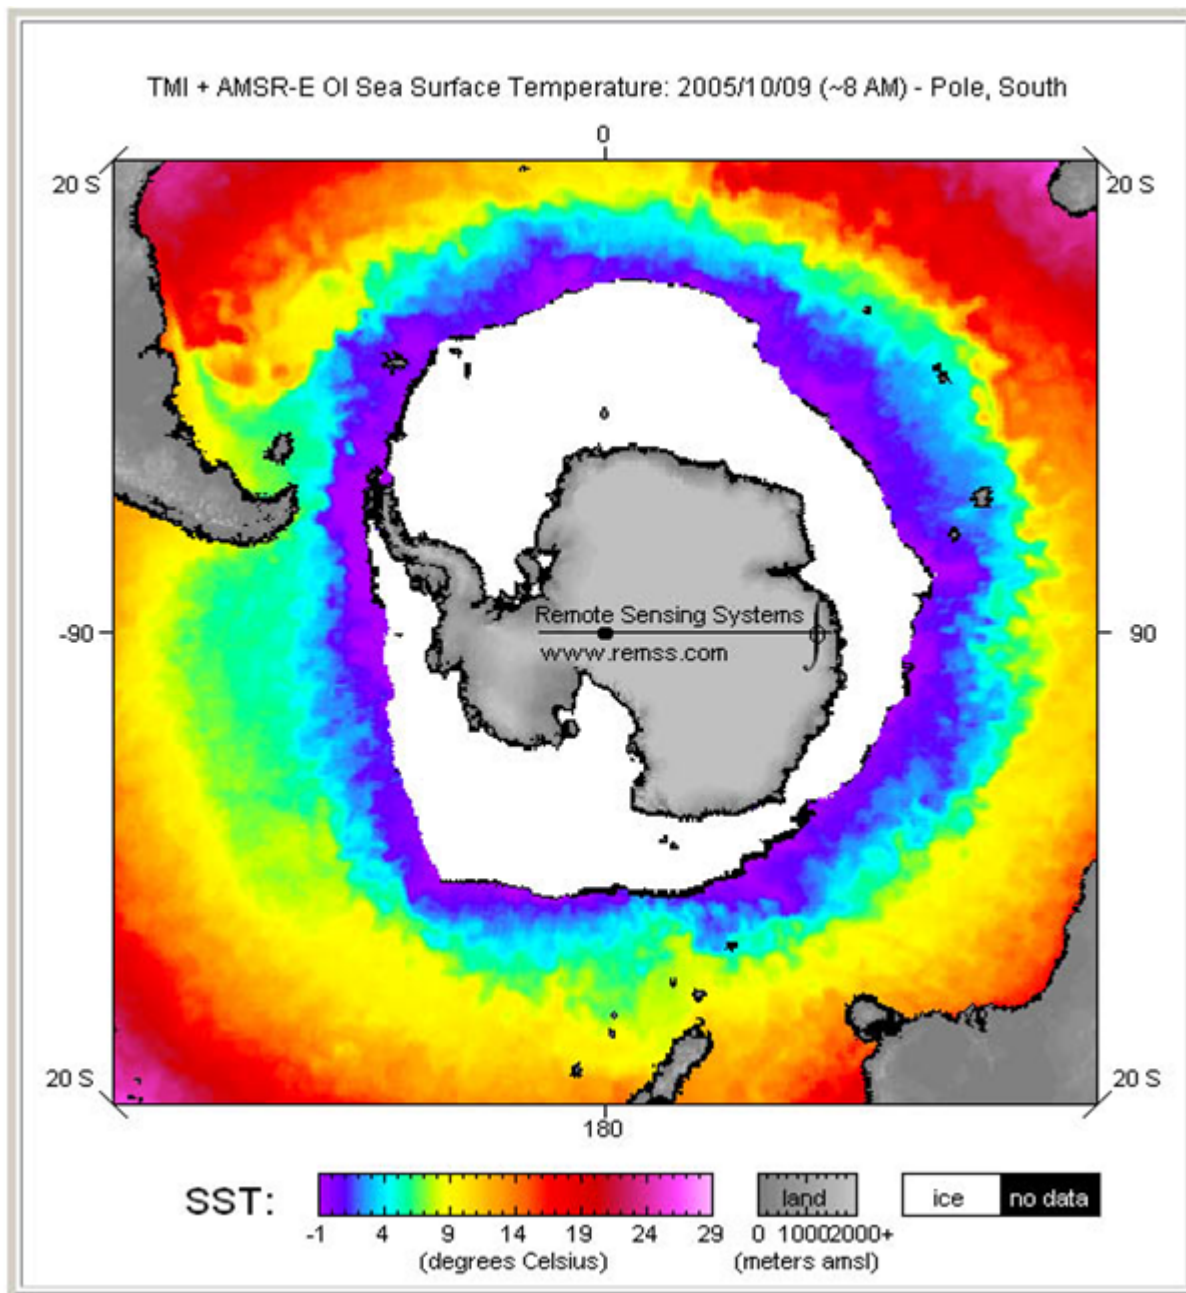 TMI + AMSR-E OI Sea Surface Temperature: 2005/10/09 (~8 AM) - Pole, South
0
20 S
20 S
Remote Sensing Systems
-90
90
www.remss.com
20 S
20 S
180
SST:
land
ice
no data
-1 4 9 14 19 24 29
0 10002000+
(degrees Celsius)
(meters amsl)